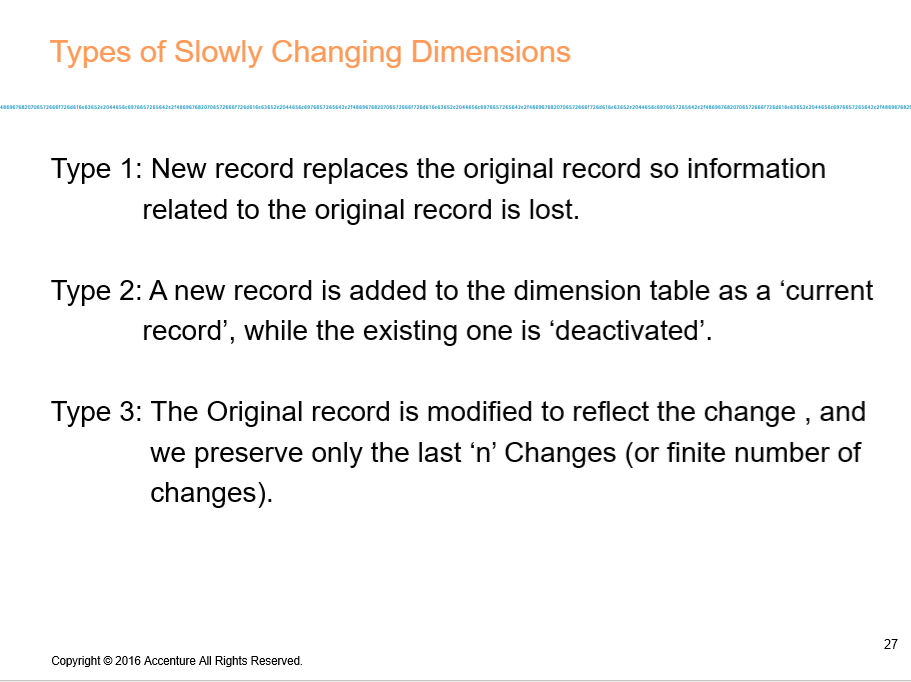 Types of Slowly Changing Dimensions
Type 1: New record replaces the original record so information
related to the original record is lost.
Type 2: A new record is added to the dimension table as a ‘current
record’, while the existing one is ‘deactivated’.
Type 3: The Original record is modified to reflect the change , and
we preserve only the last ‘n’ Changes (or finite number of
changes).
27
Copyright © 2016 Accenture All Rights Reserved.